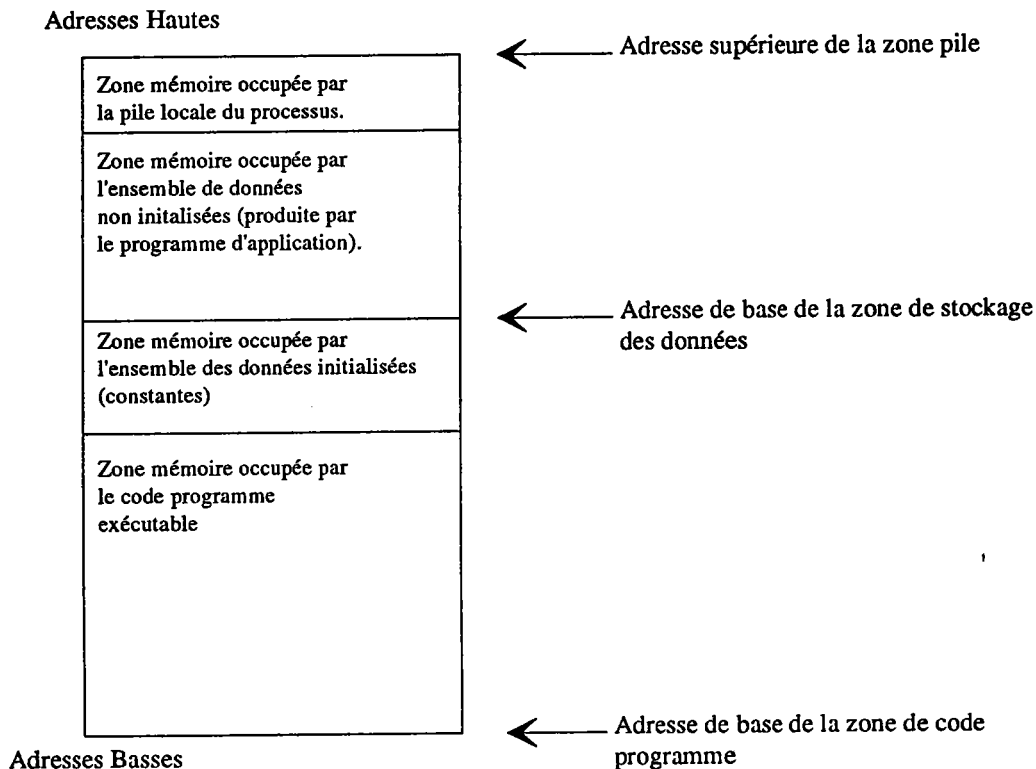 Adresses Hautes
Adresse supérieure de la zone pile
Zone mémoire occupée par
la pile locale du processus.
Zone mémoire occupée par
l'ensemble de données
non initalisées (produite par
le programme d'application).
Adresse de base de la zone de stockage
des données
Zone mémoire occupée par
l'ensemble des données initialisées
(constantes)
Zone mémoire occupée par
le code programme
exécutable
Adresse de base de la zone de code
programme
Adresses Basses